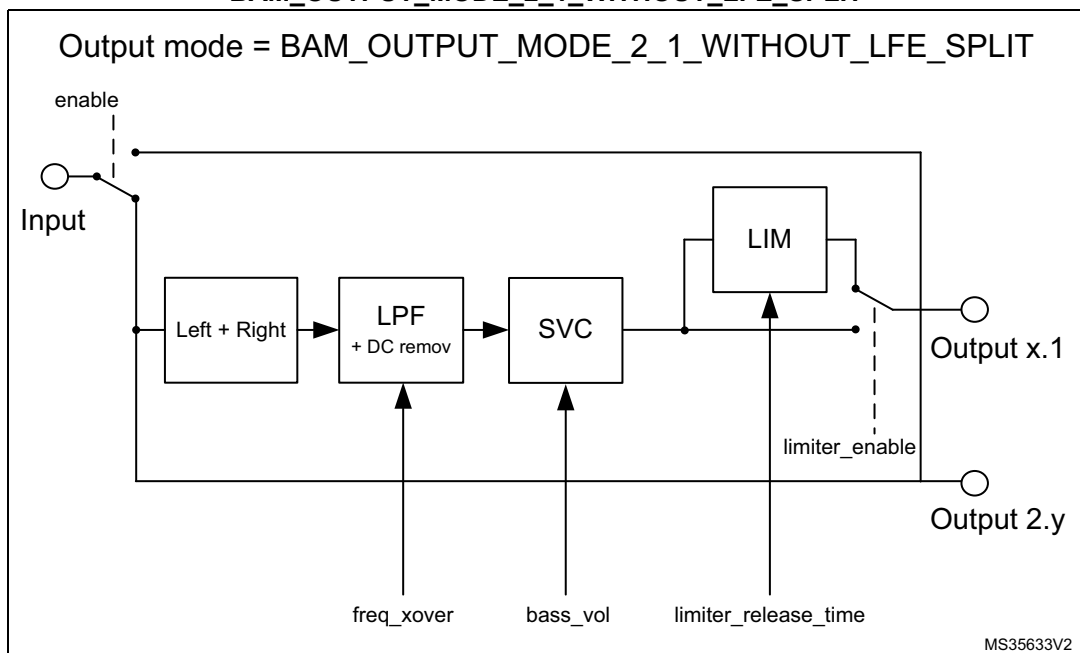 BAM_OUTPUT_MODE_2_1_WITHOUT_LFE_SPLIT
Output mode = BAM_OUTPUT_MODE_2_1_WITHOUT_LFE_SPLIT
enable
Input
Left + Right
LPF
+ DC remov
SVC
LIM
Output x.1
limiter_enable
Output 2.y
freq_xover
bass_vol
limiter_release_time
MS35633V2